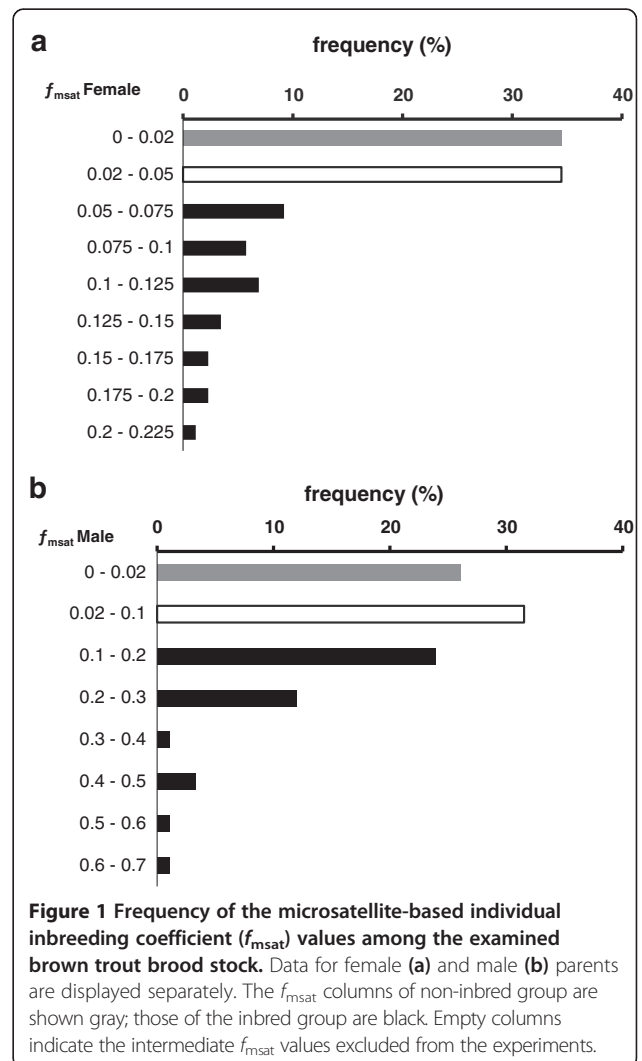 a
frequency (%)
fmsat Female 0 10 20 30 40
0 - 0.02
0.02 - 0.05
0.05 - 0.075
0.075 - 0.1
0.1 - 0.125
0.125 - 0.15
0.15 - 0.175
0.175 - 0.2
0.2 - 0.225
b
frequency (%)
fmsat Male 0 10 20 30 40
0 - 0.02
0.02 - 0.1
0.1 - 0.2
0.2 - 0.3
0.3 - 0.4
0.4 - 0.5
0.5 - 0.6
0.6 - 0.7
Figure 1 Frequency of the microsatellite-based individual
inbreeding coefficient (fmsat) values among the examined
brown trout brood stock. Data for female (a) and male (b) parents
are displayed separately. The fmsat columns of non-inbred group are
shown gray; those of the inbred group are black. Empty columns
indicate the intermediate fmsat values excluded from the experiments.